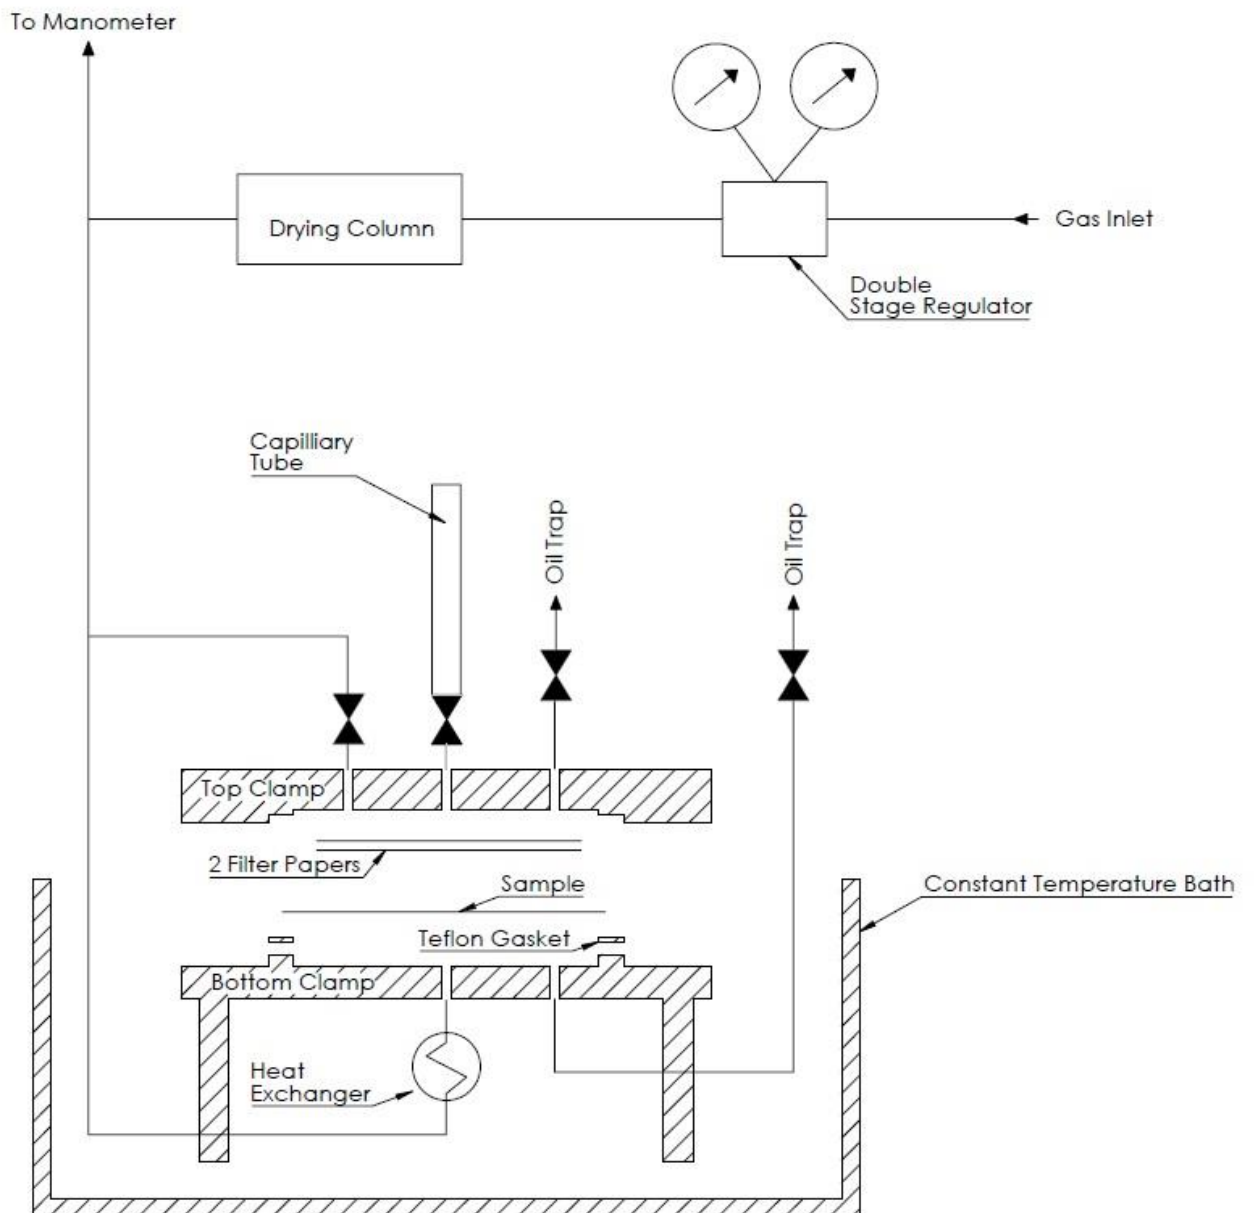 To Manometer
Drying Column
Gas Inlet
Double
Stage Regulator
Capilliary
Tube
Oil Trap
Oil Trap
Top Clamp
2 Filter Papers
Sample
Constant Temperature Bath
Teflon Gasket
Bottom Clamp
Heat
Exchanger